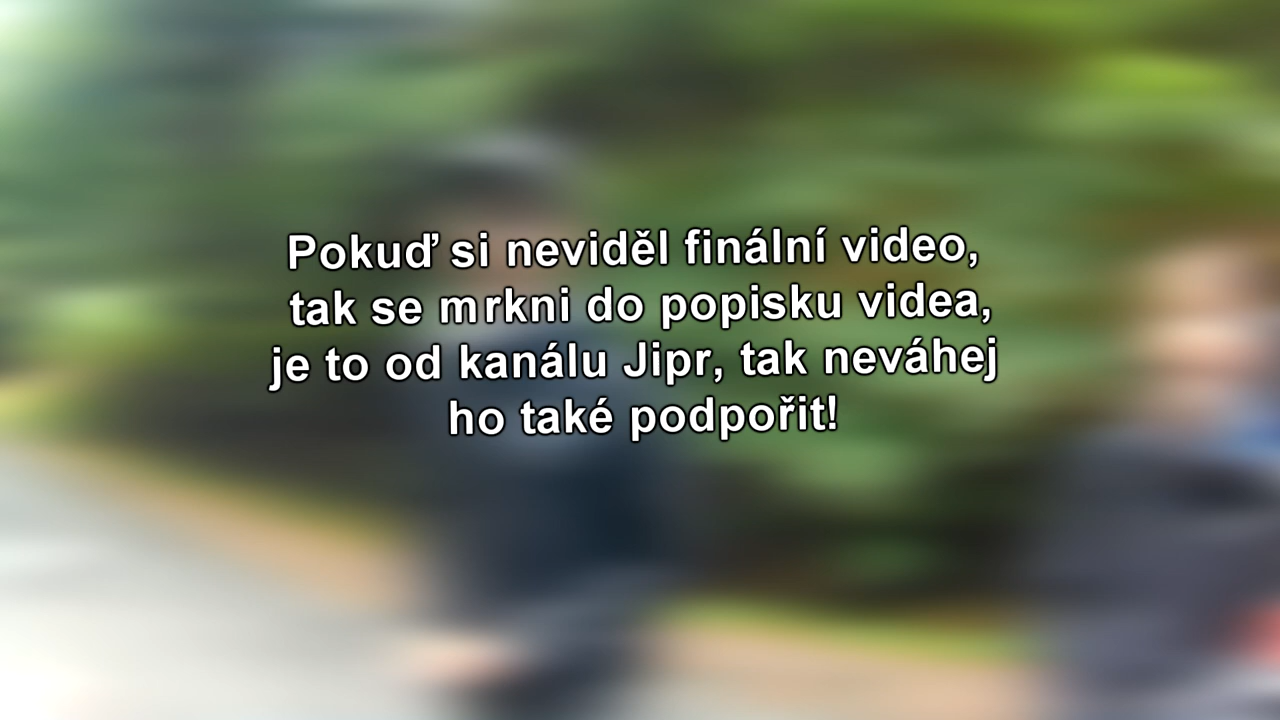 Pokuď si neviděl finální video,
tak se mrkni do popisku videa,
je to od kanálu Jipr, tak neváhej
ho také podpořit!